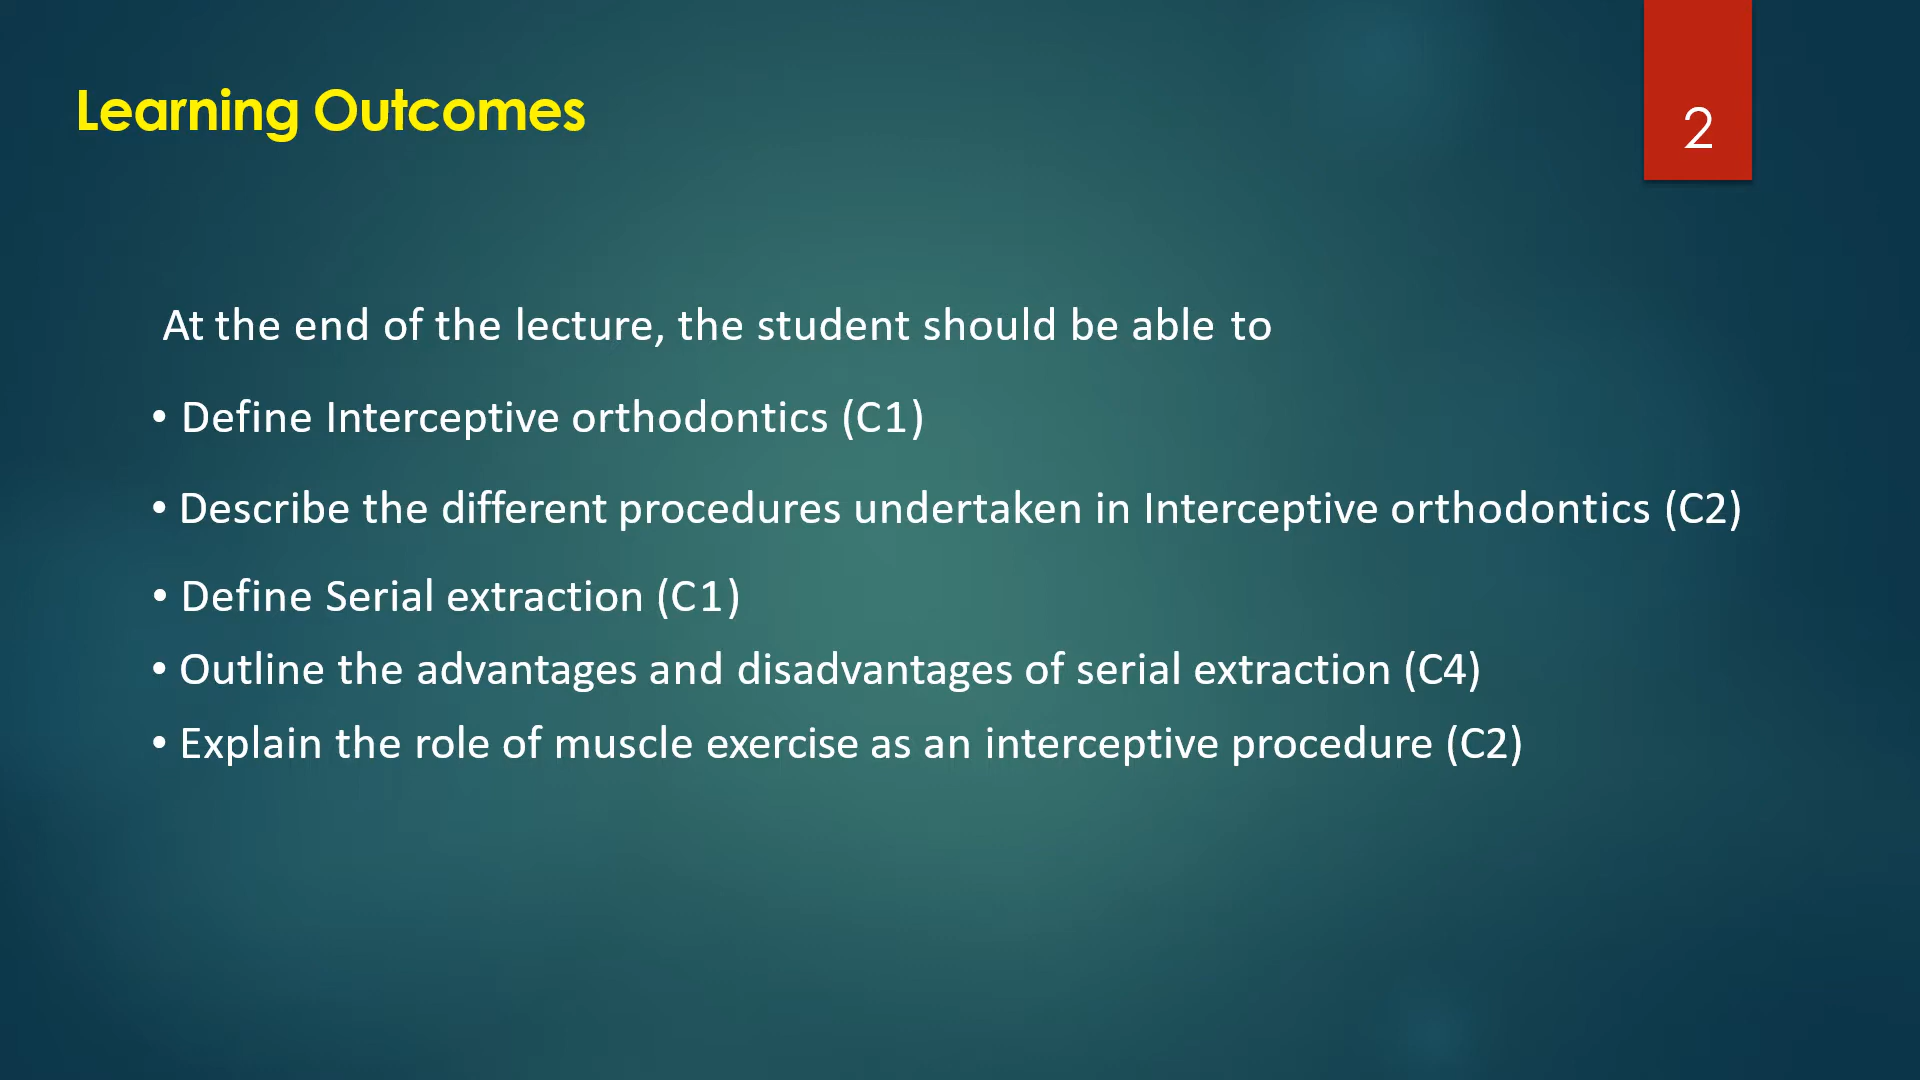 Learning Outcomes
2
At the end of the lecture, the student should be able to
• Define Interceptive orthodontics (C1)
• Describe the different procedures undertaken in Interceptive orthodontics (C2)
• Define Serial extraction (C1)
• Outline the advantages and disadvantages of serial extraction (C4)
• Explain the role of muscle exercise as an interceptive procedure (C2)